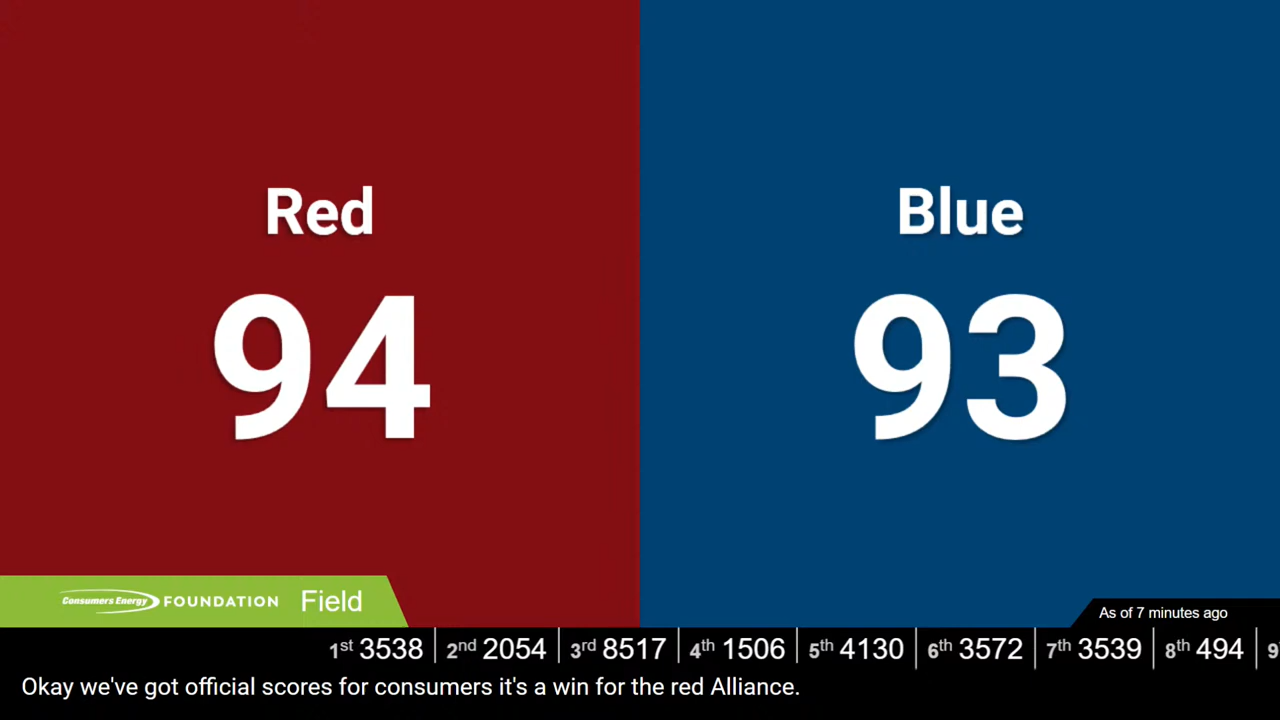 Red
Blue
94
93
Consumers Energy FOUNDATION Field
As of 7 minutes ago
1st 3538 2nd 2054 3rd 8517 4th 1506 5th 4130 6th 3572 7th 3539 8th 494 9
Okay we've got official scores for consumers it's a win for the red Alliance.